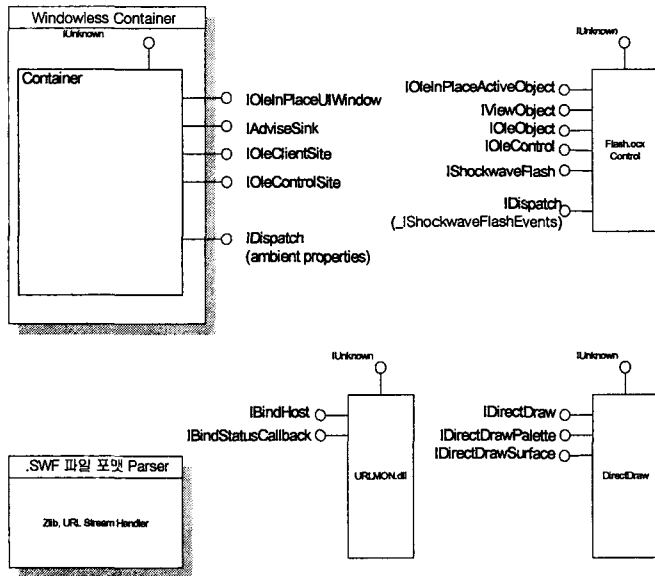 Windowless Container
IUnknown
Container
IOleInPlaceUIWindow
IAdviseSink
IOleClientSite
IOleControlSite
IDispatch
(ambient properties)
IUnknown
IOleInPlaceActiveObject
IViewObject
IOleObject
IOleControl
IShockwaveFlash
IDispatch
(_IShockwaveFlashEvents)
Flash.ocx
Control
IUnknown
IBindHost
IBindStatusCallback
URLMON.dll
IUnknown
IDirectDraw
IDirectDrawPalette
IDirectDrawSurface
DirectDraw
.SWF 파일 포맷 Parser
Zlib, URL Stream Handler